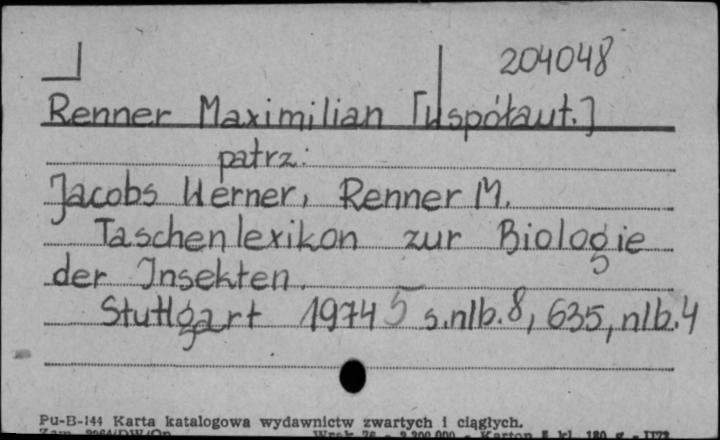 204048
Renner Maximilian [Współaut.]
patrz:
Jacobs Werner, Renner M.
Taschenlexikon zur Biologie
der Insekten.
Stuttgart 1974 5 s.nlb. 8, 635, nlb. 4
Pu-B-144 Karta katalogowa wydawnictw zwartych i ciągłych.